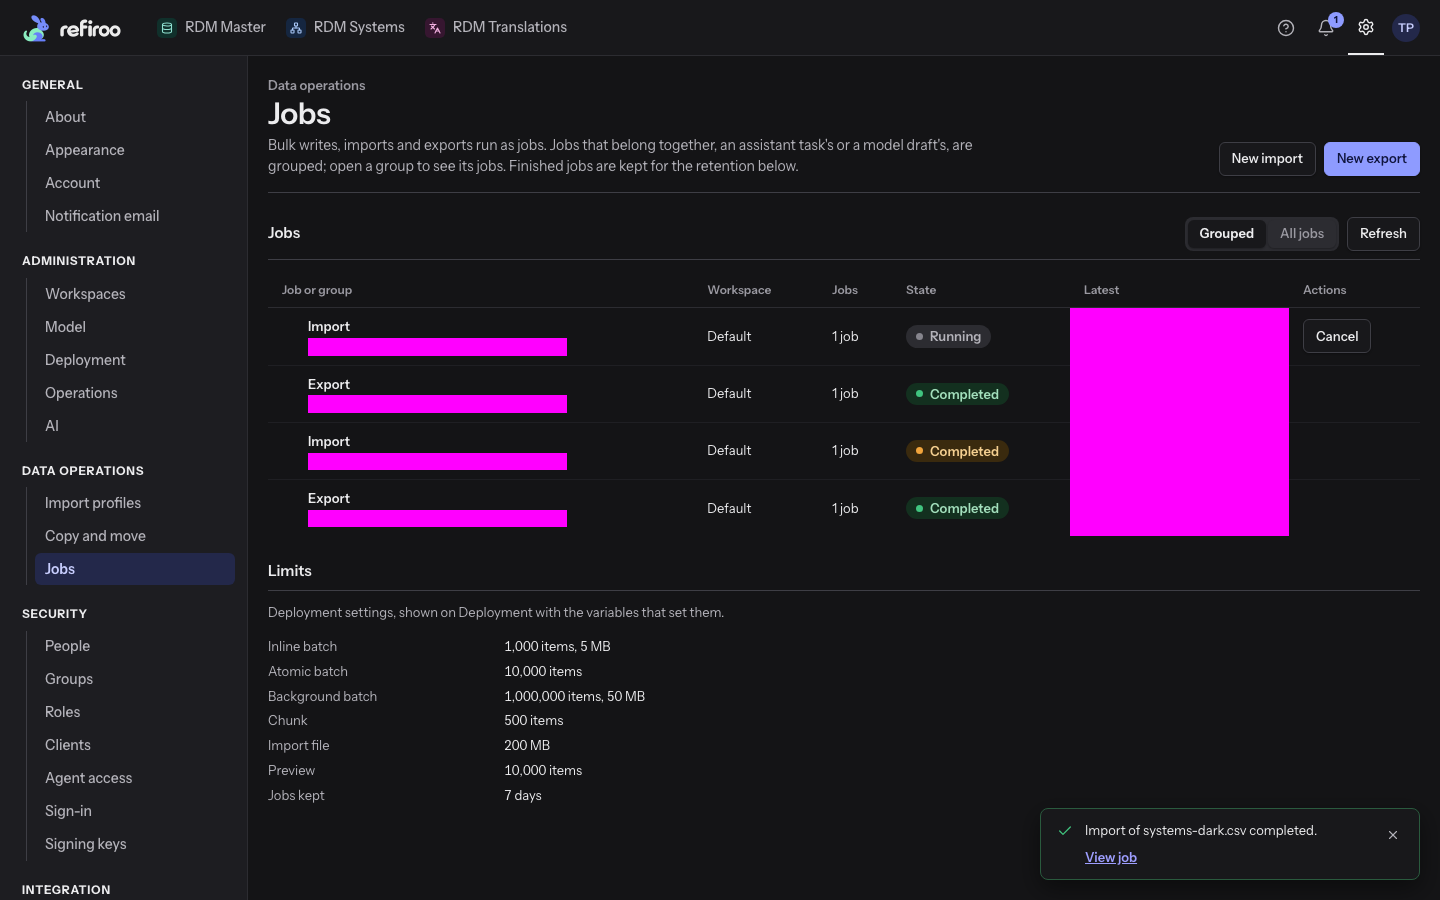 refiroo
RDM Master
RDM Systems
RDM Translations
1
TP
GENERAL
About
Appearance
Account
Notification email
ADMINISTRATION
Workspaces
Model
Deployment
Operations
AI
DATA OPERATIONS
Import profiles
Copy and move
Jobs
SECURITY
People
Groups
Roles
Clients
Agent access
Sign-in
Signing keys
INTEGRATION
Data operations
Jobs
Bulk writes, imports and exports run as jobs. Jobs that belong together, an assistant task's or a model draft's, are
grouped; open a group to see its jobs. Finished jobs are kept for the retention below.
New import
New export
Jobs
Grouped
All jobs
Refresh
Job or group
Workspace
Jobs
State
Latest
Actions
Import
Default
1 job
Running
Cancel
Export
Default
1 job
Completed
Import
Default
1 job
Completed
Export
Default
1 job
Completed
Limits
Deployment settings, shown on Deployment with the variables that set them.
Inline batch
1,000 items, 5 MB
Atomic batch
10,000 items
Background batch
1,000,000 items, 50 MB
Chunk
500 items
Import file
200 MB
Preview
10,000 items
Jobs kept
7 days
Import of systems-dark.csv completed.
View job